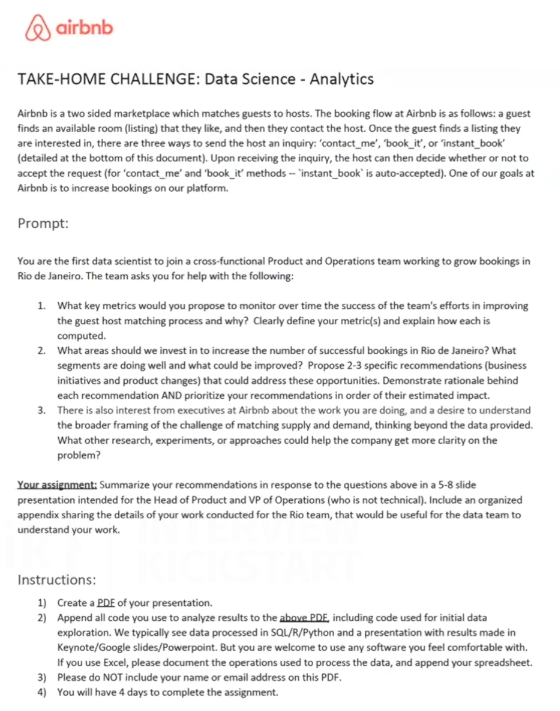 airbnb
TAKE-HOME CHALLENGE: Data Science - Analytics
Airbnb is a two sided marketplace which matches guests to hosts. The booking flow at Airbnb is as follows: a guest
finds an available room (listing) that they like, and then they contact the host. Once the guest finds a listing they
are interested in, there are three ways to send the host an inquiry: 'contact_me', 'book_it', or 'instant_book'
(detailed at the bottom of this document). Upon receiving the inquiry, the host can then decide whether or not to
accept the request (for 'contact_me' and 'book_it' methods -- `instant_book` is auto-accepted). One of our goals at
Airbnb is to increase bookings on our platform.
Prompt:
You are the first data scientist to join a cross-functional Product and Operations team working to grow bookings in
Rio de Janeiro. The team asks you for help with the following:
1. What key metrics would you propose to monitor over time the success of the team's efforts in improving
the guest host matching process and why? Clearly define your metric(s) and explain how each is
computed.
2. What areas should we invest in to increase the number of successful bookings in Rio de Janeiro? What
segments are doing well and what could be improved? Propose 2-3 specific recommendations (business
initiatives and product changes) that could address these opportunities. Demonstrate rationale behind
each recommendation AND prioritize your recommendations in order of their estimated impact.
3. There is also interest from executives at Airbnb about the work you are doing, and a desire to understand
the broader framing of the challenge of matching supply and demand, thinking beyond the data provided.
What other research, experiments, or approaches could help the company get more clarity on the
problem?
Your assignment: Summarize your recommendations in response to the questions above in a 5-8 slide
presentation intended for the Head of Product and VP of Operations (who is not technical). Include an organized
appendix sharing the details of your work conducted for the Rio team, that would be useful for the data team to
understand your work.
INTERVIEW
KICKSTART
Instructions:
1) Create a PDF of your presentation.
2) Append all code you use to analyze results to the above PDF, including code used for initial data
exploration. We typically see data processed in SQL/R/Python and a presentation with results made in
Keynote/Google slides/Powerpoint. But you are welcome to use any software you feel comfortable with.
If you use Excel, please document the operations used to process the data, and append your spreadsheet.
3) Please do NOT include your name or email address on this PDF.
4) You will have 4 days to complete the assignment.